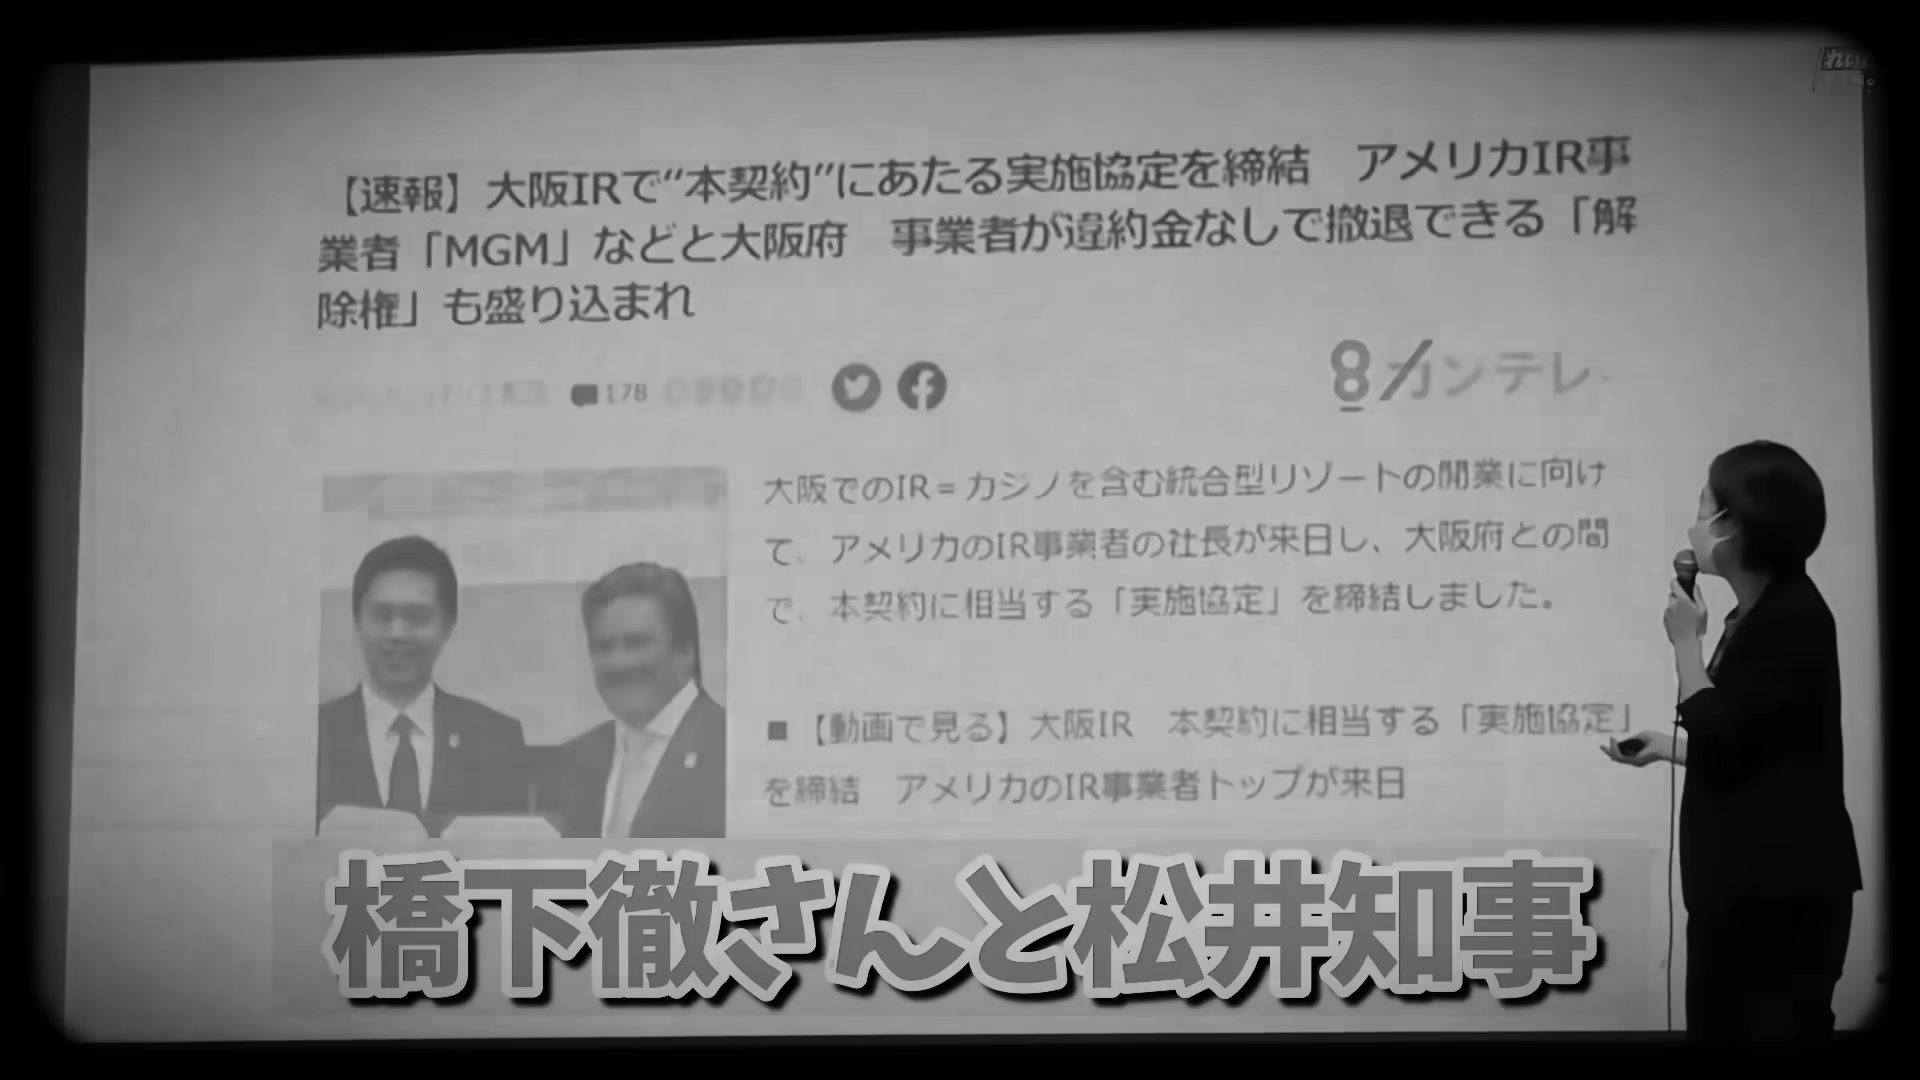 【速報】大阪IRで“本契約”にあたる実施協定を締結　アメリカIR事
業者「MGM」などと大阪府　事業者が違約金なしで撤退できる「解
除権」も盛り込まれ
178
8カンテレ
大阪でのIR＝カジノを含む統合型リゾートの開業に向け
て、アメリカのIR事業者の社長が来日し、大阪府との間
で、本契約に相当する「実施協定」を締結しました。
■【動画で見る】大阪IR　本契約に相当する「実施協定」
を締結　アメリカのIR事業者トップが来日
橋下徹さんと松井知事